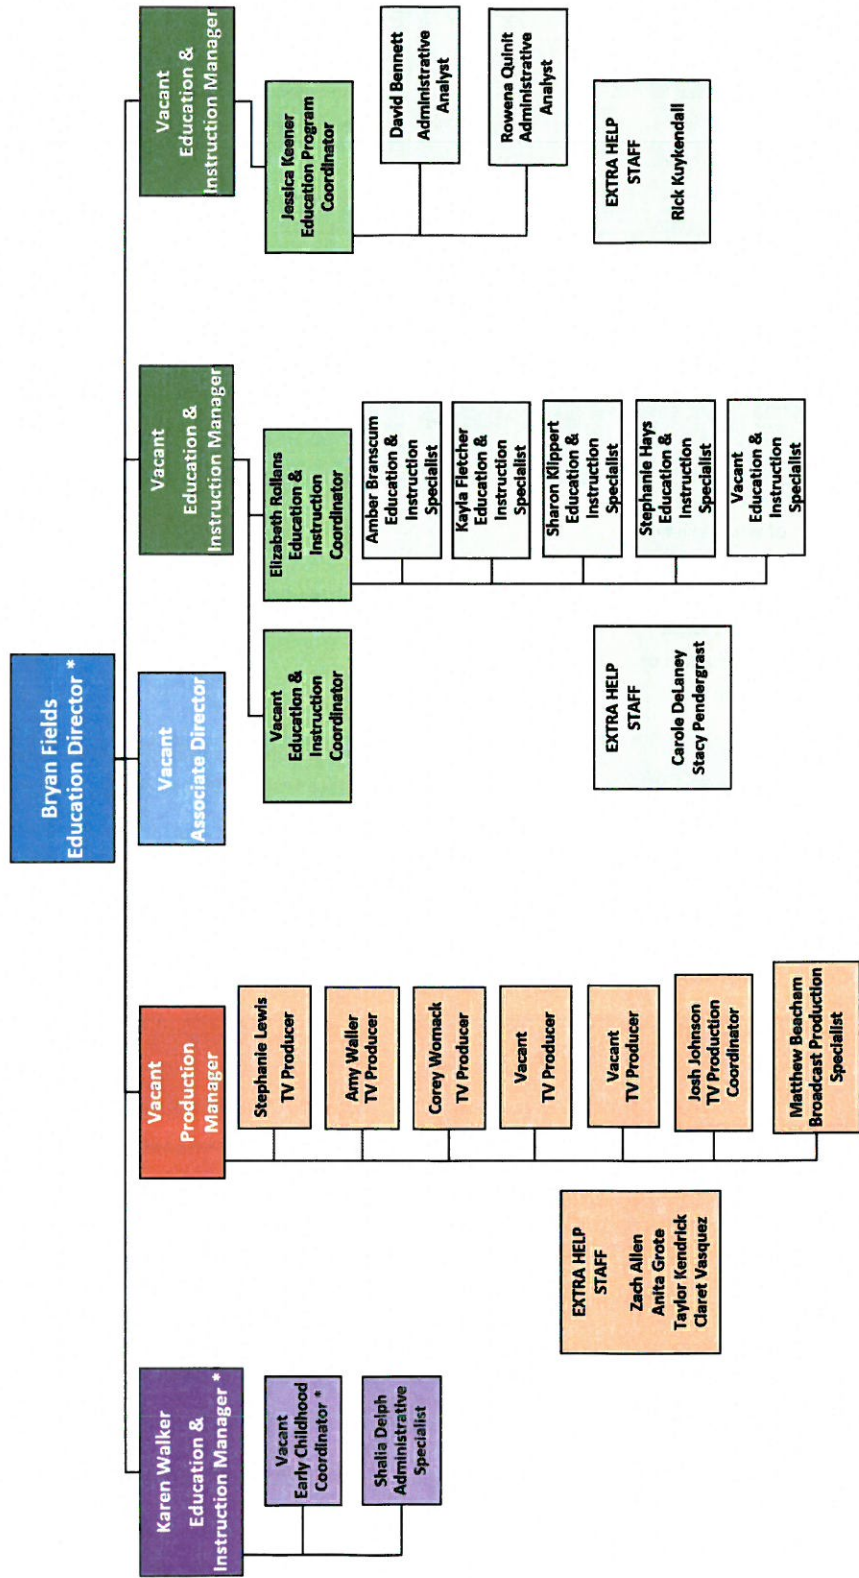 Bryan Fields
Education Director *
Karen Walker
Education &
Instruction Manager *
Vacant
Early Childhood
Coordinator *
Shalia Delph
Administrative
Specialist
Vacant
Production
Manager
Stephanie Lewis
TV Producer
Amy Waller
TV Producer
Corey Womack
TV Producer
Vacant
TV Producer
Vacant
TV Producer
Josh Johnson
TV Production
Coordinator
Matthew Beacham
Broadcast Production
Specialist
EXTRA HELP
STAFF
Zach Allen
Anita Grote
Taylor Kendrick
Claret Vasquez
Vacant
Associate Director
Vacant
Education &
Instruction Manager
Vacant
Education &
Instruction
Coordinator
Elizabeth Rollans
Education &
Instruction
Coordinator
Amber Branscum
Education &
Instruction
Specialist
Kayla Fletcher
Education &
Instruction
Specialist
Sharon Klippert
Education &
Instruction
Specialist
Stephanie Hays
Education &
Instruction
Specialist
Vacant
Education &
Instruction
Specialist
EXTRA HELP
STAFF
Carole DeLaney
Stacy Pendergrast
Vacant
Education &
Instruction Manager
Jessica Keener
Education Program
Coordinator
David Bennett
Administrative
Analyst
Rowena Quinit
Administrative
Analyst
EXTRA HELP
STAFF
Rick Kuykendall